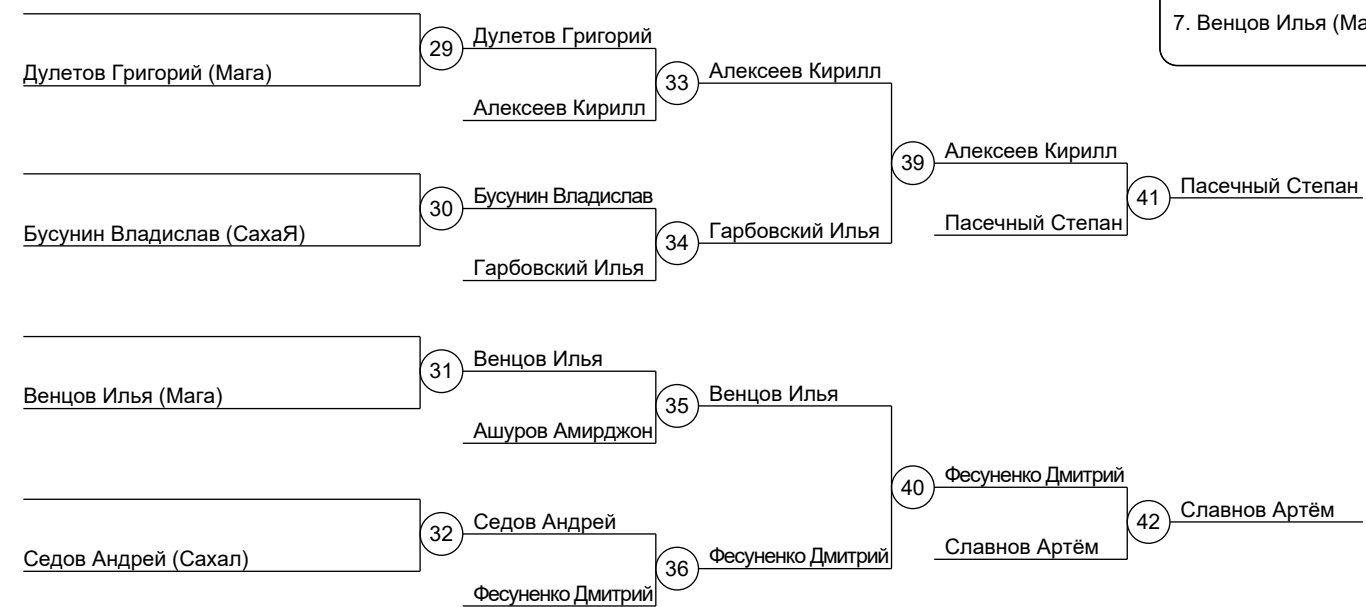 7. Венцов Илья (Ма
29
Дулетов Григорий
Дулетов Григорий (Мага)
33
Алексеев Кирилл
Алексеев Кирилл
39
Алексеев Кирилл
30
Бусунин Владислав
Бусунин Владислав (СахаЯ)
34
Гарбовский Илья
Гарбовский Илья
41
Пасечный Степан
Пасечный Степан
31
Венцов Илья
Венцов Илья (Мага)
35
Венцов Илья
Ашуров Амирджон
40
Фесуненко Дмитрий
32
Седов Андрей
Седов Андрей (Сахал)
36
Фесуненко Дмитрий
Фесуненко Дмитрий
42
Славнов Артём
Славнов Артём